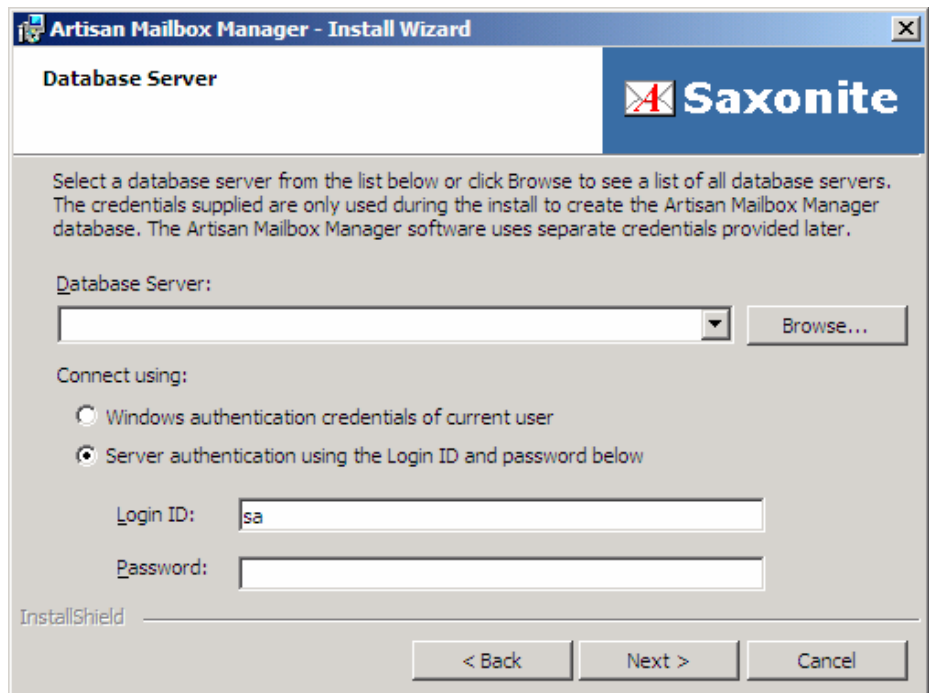 Artisan Mailbox Manager - Install Wizard
Database Server
A Saxonite
Select a database server from the list below or click Browse to see a list of all database servers.
The credentials supplied are only used during the install to create the Artisan Mailbox Manager
database. The Artisan Mailbox Manager software uses separate credentials provided later.
Database Server:
Browse...
Connect using:
Windows authentication credentials of current user
Server authentication using the Login ID and password below
Login ID: sa
Password:
InstallShield
< Back Next > Cancel